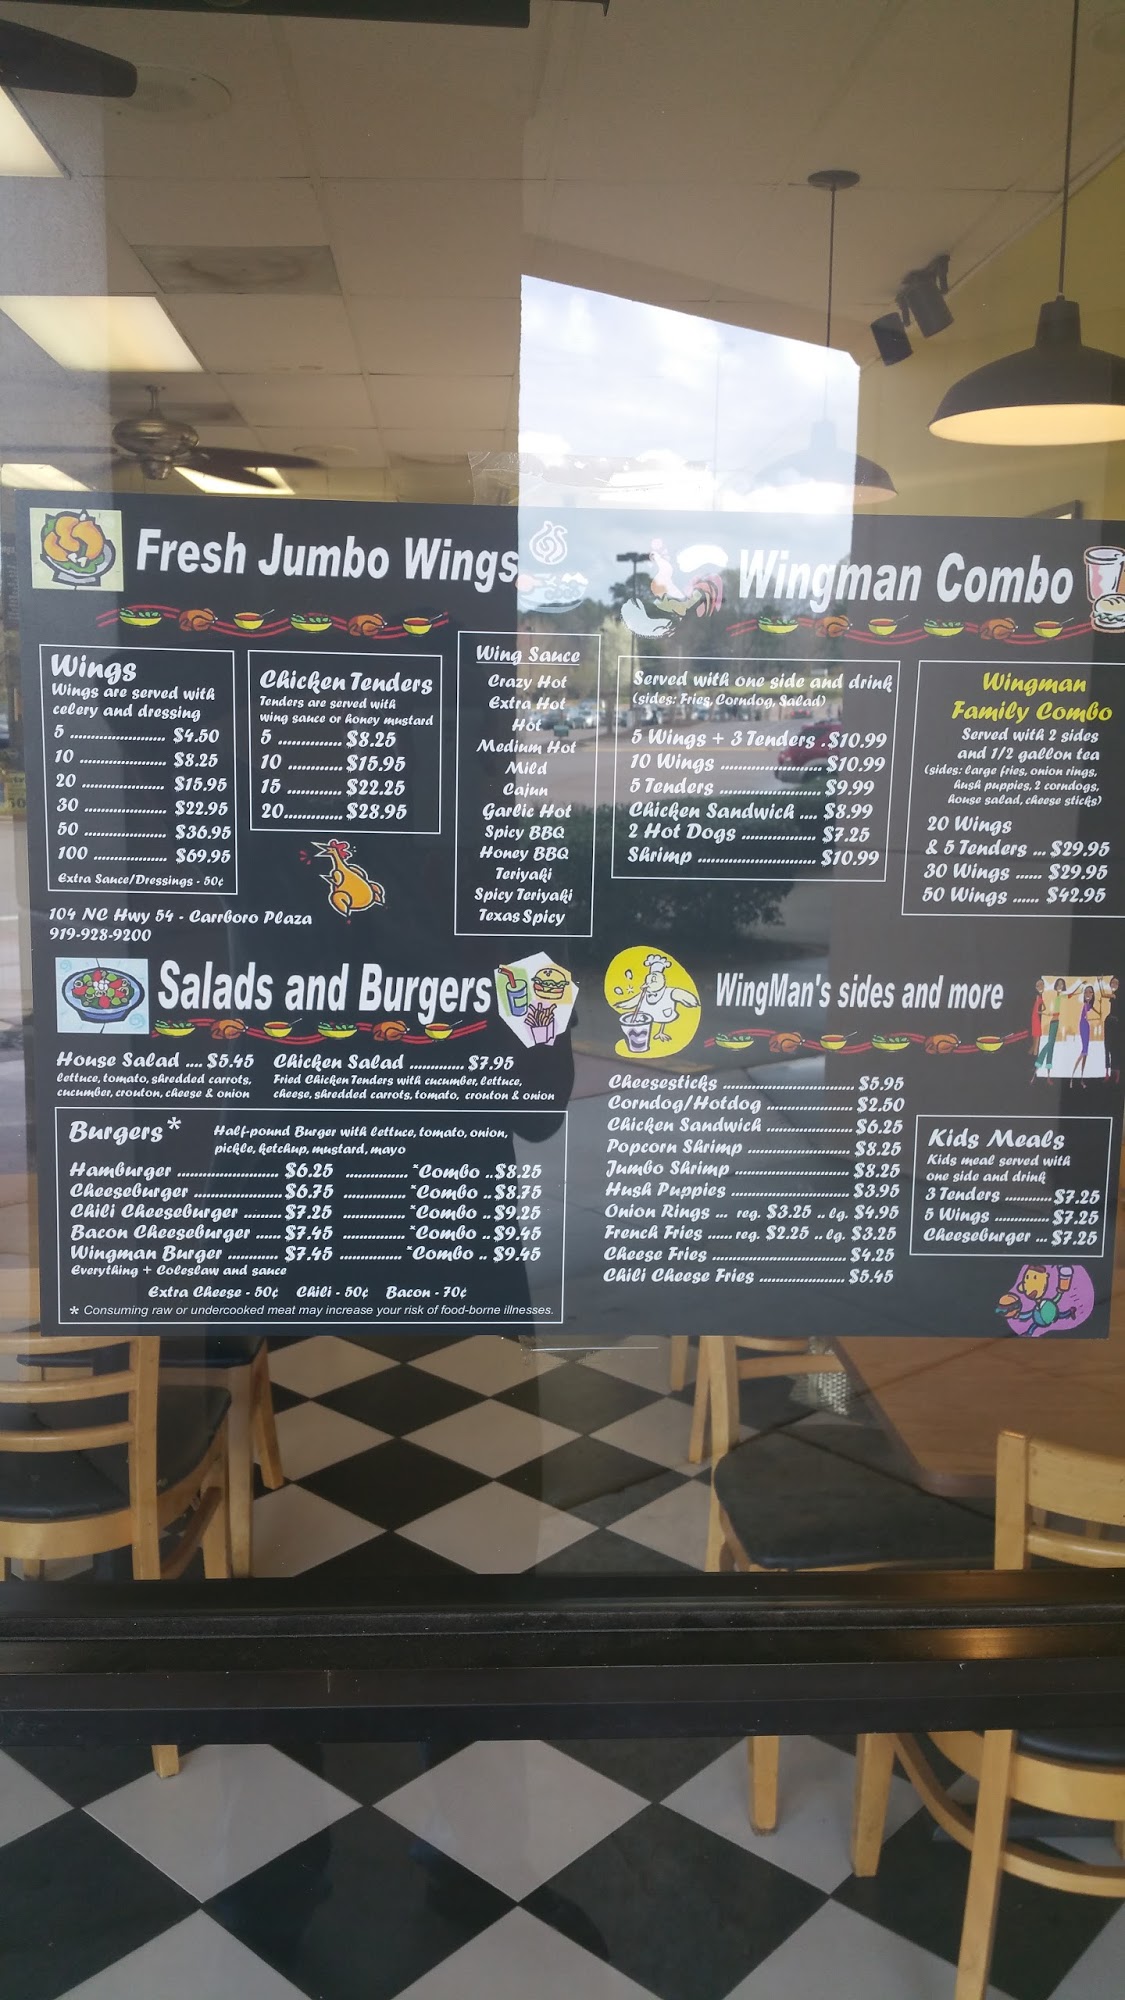 Fresh Jumbo Wings
Wings
Wings are served with
celery and dressing
5 ..................... $4.50
10 ..................... $8.25
20 .................... $15.95
30 .................... $22.95
50 .................... $36.95
100 .................. $69.95
Extra Sauce/Dressings - 50¢
104 NC Hwy 54 - Carrboro Plaza
919-928-9200
Chicken Tenders
Tenders are served with
wing sauce or honey mustard
5 .............. $8.25
10 ............. $15.95
15 ............. $22.25
20.............. $28.95
Wing Sauce
Crazy Hot
Extra Hot
Hot
Medium Hot
Mild
Cajun
Garlic Hot
Spicy BBQ
Honey BBQ
Teriyaki
Spicy Teriyaki
Texas Spicy
Wingman Combo
Served with one side and drink
(sides: Fries, Corndog, Salad)
5 Wings + 3 Tenders .$10.99
10 Wings ...................... $10.99
5 Tenders ...................... $9.99
Chicken Sandwich .... $8.99
2 Hot Dogs ................ $7.25
Shrimp .......................... $10.99
Wingman
Family Combo
Served with 2 sides
and 1/2 gallon tea
(sides: large fries, onion rings,
hush puppies, 2 corndogs,
house salad, cheese sticks)
20 Wings
& 5 Tenders ... $29.95
30 Wings ...... $29.95
50 Wings ...... $42.95
Salads and Burgers
House Salad .... $5.45
lettuce, tomato, shredded carrots,
cucumber, crouton, cheese & onion
Chicken Salad ............. $7.95
Fried Chicken Tenders with cucumber, lettuce,
cheese, shredded carrots, tomato, crouton & onion
Burgers*
Half-pound Burger with lettuce, tomato, onion,
pickle, ketchup, mustard, mayo
Hamburger ........................ $6.25 ............... *Combo ..$8.25
Cheeseburger .................... $6.75 .............. *Combo .. $8.75
Chili Cheeseburger ......... $7.25 ............... *Combo .. $9.25
Bacon Cheeseburger ...... $7.45 ............... *Combo .. $9.45
Wingman Burger ............ $7.45 .............. *Combo .. $9.45
Everything + Coleslaw and sauce
Extra Cheese - 50¢ Chili - 50¢ Bacon - 70¢
* Consuming raw or undercooked meat may increase your risk of food-borne illnesses.
WingMan's sides and more
Cheesesticks ............................... $5.95
Corndog/Hotdog .................... $2.50
Chicken Sandwich .................... $6.25
Popcorn Shrimp ........................ $8.25
Jumbo Shrimp ........................... $8.25
Hush Puppies ............................ $3.95
Onion Rings ... reg. $3.25 .. lg. $4.95
French Fries ...... reg. $2.25 .. lg. $3.25
Cheese Fries ............................... $4.25
Chili Cheese Fries .................... $5.45
Kids Meals
Kids meal served with
one side and drink
3 Tenders ........... $7.25
5 Wings .............. $7.25
Cheeseburger ... $7.25